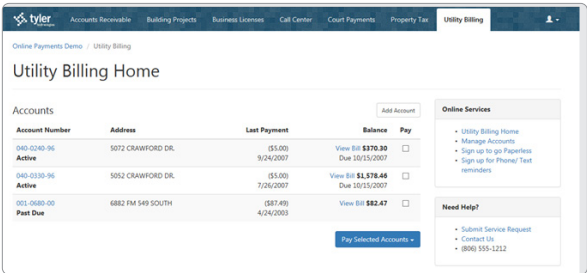 tyler
Accounts Receivable Building Projects Business Licenses Call Center Court Payments Property Tax Utility Billing
Online Payments Demo / Utility Billing
Utility Billing Home
Accounts
Add Account
Account Number Address Last Payment Balance Pay
040-0240-96 5072 CRAWFORD DR. ($5.00) View Bill $370.30
Active 9/24/2007 Due 10/15/2007
040-0330-96 5052 CRAWFORD DR. ($5.00) View Bill $1,578.46
Active 7/26/2007 Due 10/15/2007
001-0680-00 6882 FM 549 SOUTH ($87.49) View Bill $82.47
Past Due 4/24/2003
Pay Selected Accounts
Online Services
• Utility Billing Home
• Manage Accounts
• Sign up to go Paperless
• Sign up for Phone/ Text
reminders
Need Help?
• Submit Service Request
• Contact Us
• (806) 555-1212